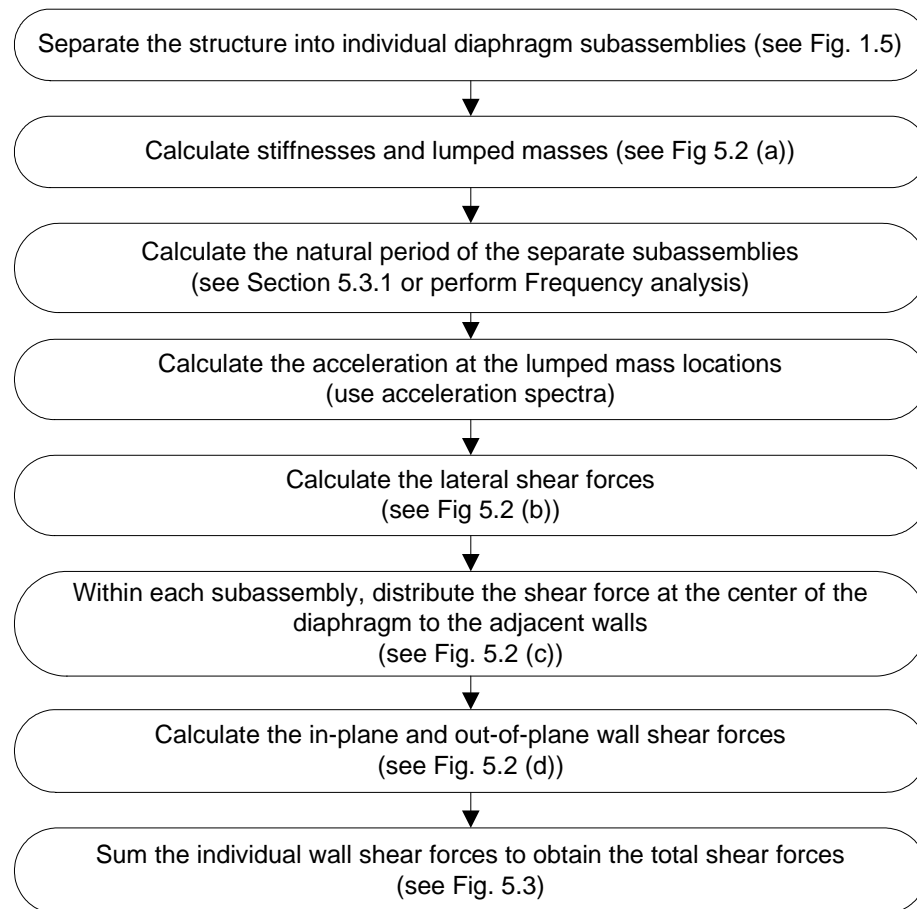 Separate the structure into individual diaphragm subassemblies (see Fig. 1.5)
Calculate stiffnesses and lumped masses (see Fig 5.2 (a))
Calculate the natural period of the separate subassemblies
(see Section 5.3.1 or perform Frequency analysis)
Calculate the acceleration at the lumped mass locations
(use acceleration spectra)
Calculate the lateral shear forces
(see Fig 5.2 (b))
Within each subassembly, distribute the shear force at the center of the
diaphragm to the adjacent walls
(see Fig. 5.2 (c))
Calculate the in-plane and out-of-plane wall shear forces
(see Fig. 5.2 (d))
Sum the individual wall shear forces to obtain the total shear forces
(see Fig. 5.3)